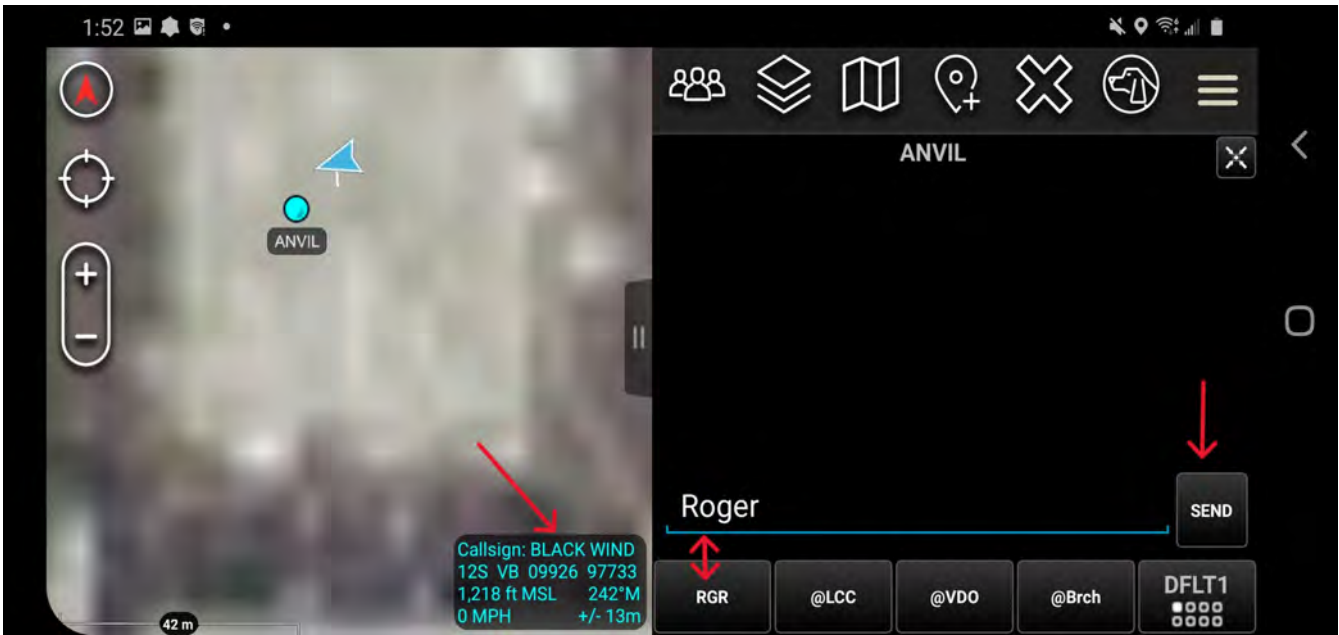 1:52
ANVIL
ANVIL
Roger
SEND
Callsign: BLACK WIND
12S VB 09926 97733
1,218 ft MSL 242°M
0 MPH +/- 13m
42 m
RGR
@LCC
@VDO
@Brch
DFLT1